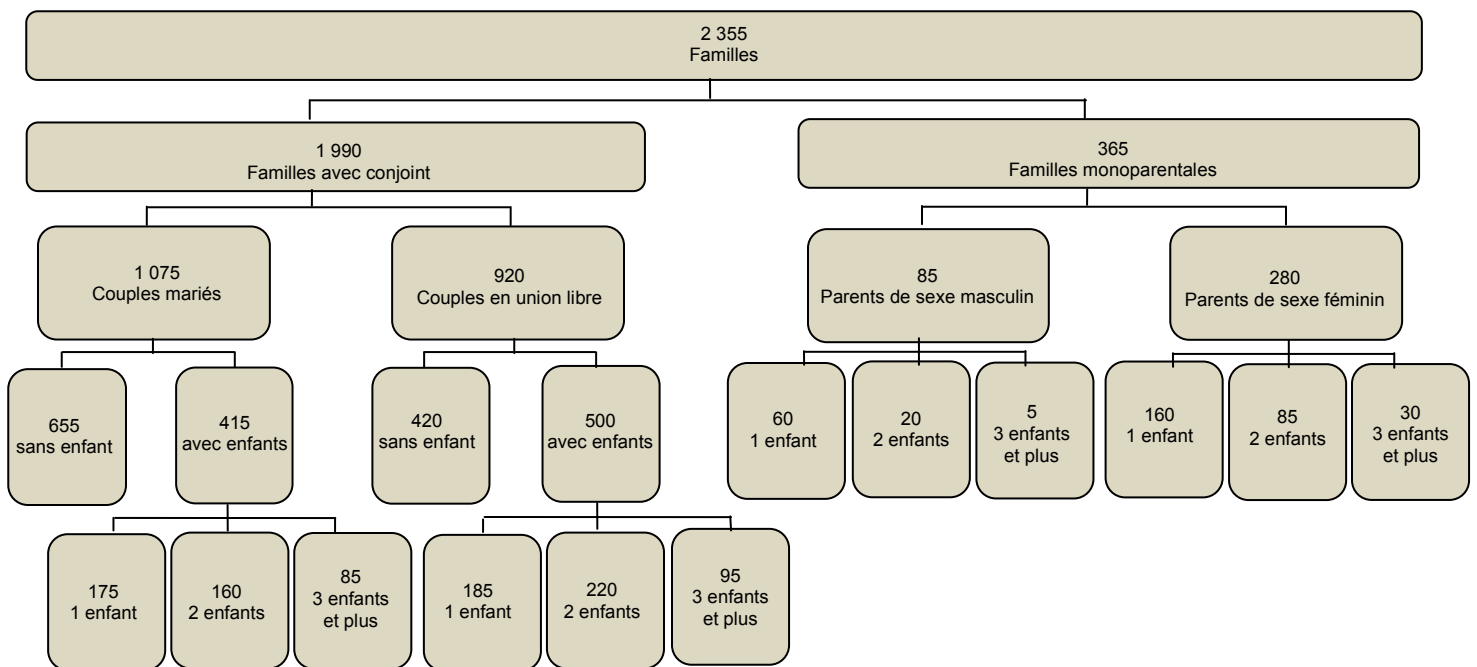 2 355
Familles
1 990
Familles avec conjoint
365
Familles monoparentales
1 075
Couples mariés
920
Couples en union libre
85
Parents de sexe masculin
280
Parents de sexe féminin
655
sans enfant
415
avec enfants
420
sans enfant
500
avec enfants
60
1 enfant
20
2 enfants
5
3 enfants
et plus
160
1 enfant
85
2 enfants
30
3 enfants
et plus
175
1 enfant
160
2 enfants
85
3 enfants
et plus
185
1 enfant
220
2 enfants
95
3 enfants
et plus